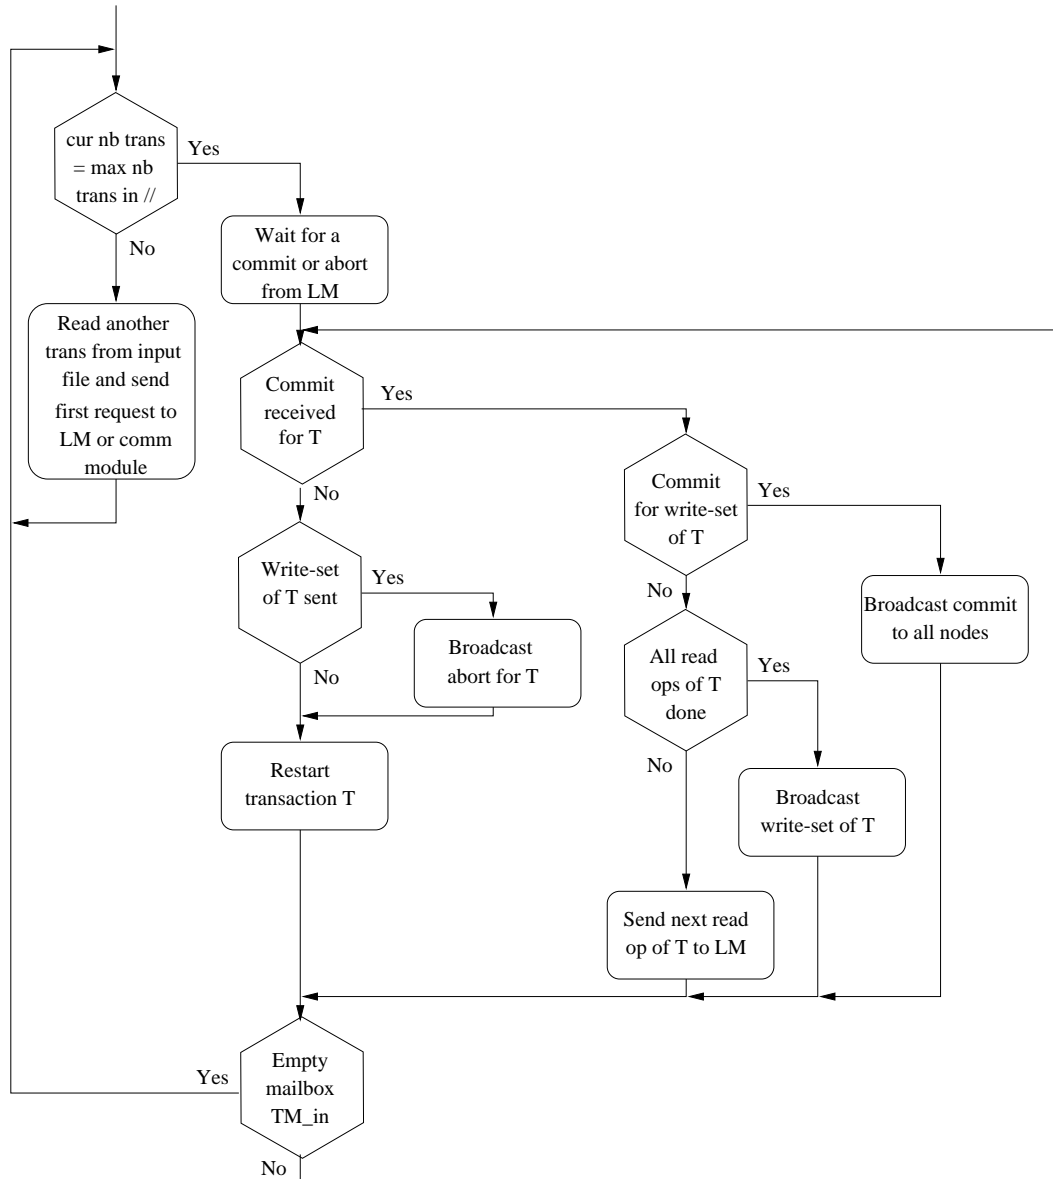 cur nb trans
= max nb
trans in //
Yes
No
Wait for a
commit or abort
from LM
Read another
trans from input
file and send
first request to
LM or comm
module
Commit
received
for T
Yes
No
Commit
for write-set
of T
Yes
No
Write-set
of T sent
Yes
No
Broadcast
abort for T
Broadcast commit
to all nodes
All read
ops of T
done
Yes
No
Restart
transaction T
Broadcast
write-set of T
Send next read
op of T to LM
Empty
mailbox
TM_in
Yes
No